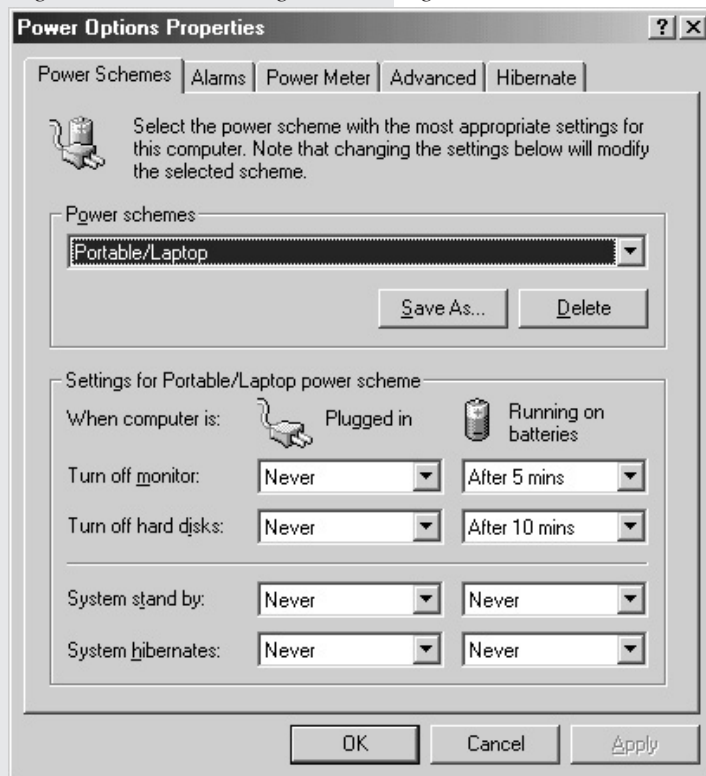 Power Options Properties
Power Schemes Alarms Power Meter Advanced Hibernate
Select the power scheme with the most appropriate settings for
this computer. Note that changing the settings below will modify
the selected scheme.
Power schemes
Portable/Laptop
Save As... Delete
Settings for Portable/Laptop power scheme
When computer is: Plugged in Running on
batteries
Turn off monitor: Never After 5 mins
Turn off hard disks: Never After 10 mins
System stand by: Never Never
System hibernates: Never Never
OK Cancel Apply